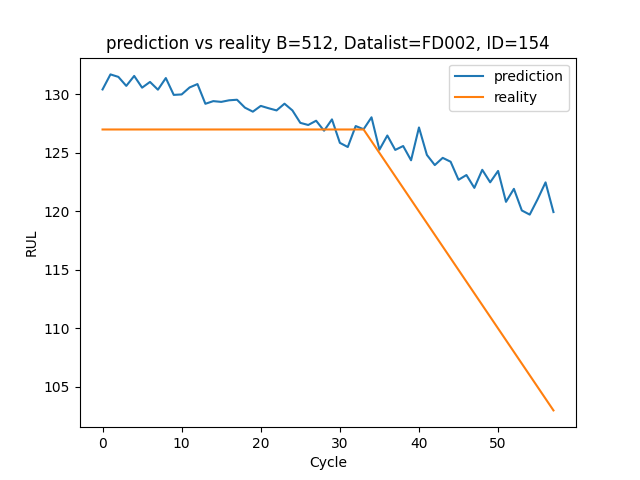 prediction vs reality B=512, Datalist=FD002, ID=154
prediction
reality
RUL
130
125
120
115
110
105
0 10 20 30 40 50
Cycle